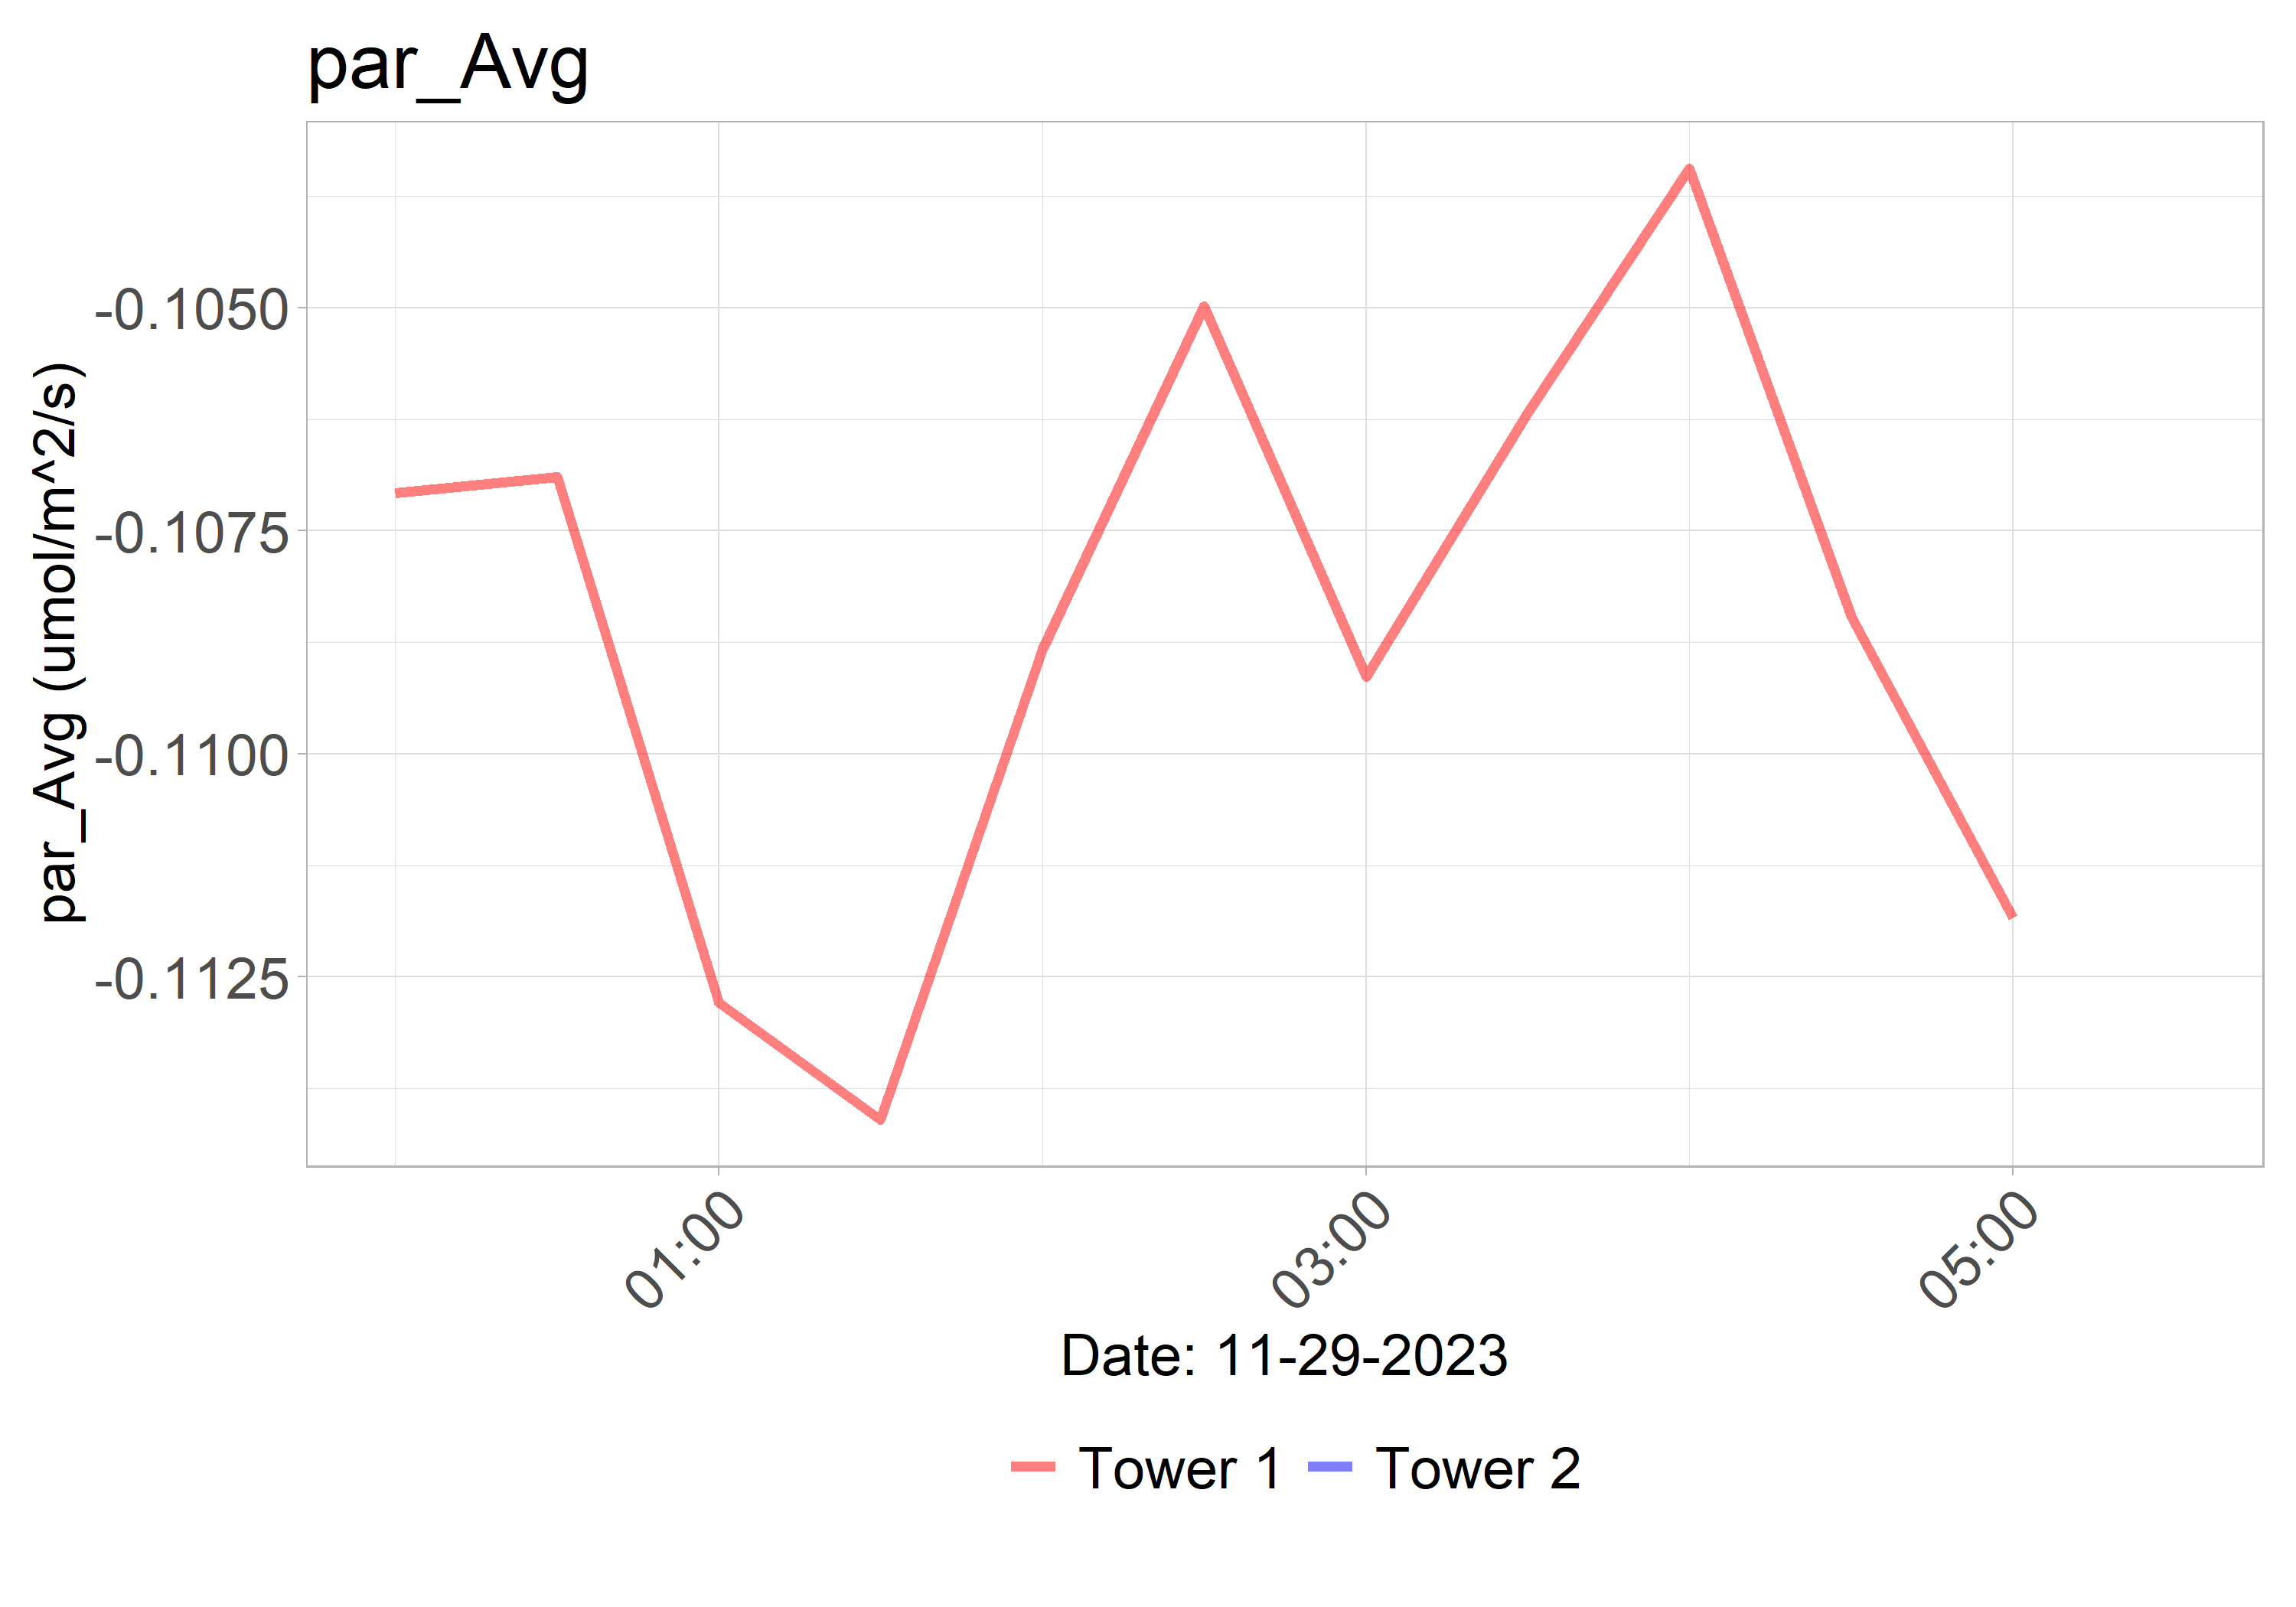 par_Avg
par_Avg (umol/m^2/s)
-0.1050
-0.1075
-0.1100
-0.1125
01:00
03:00
05:00
Date: 11-29-2023
Tower 1
Tower 2